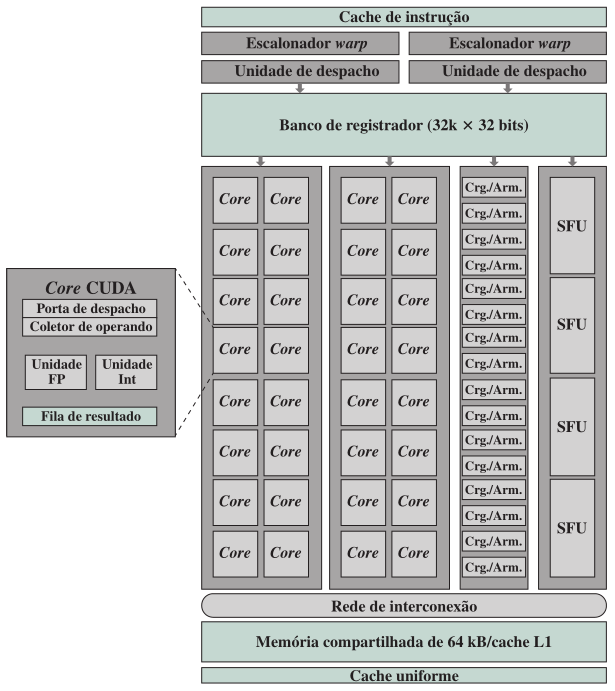 Cache de instrução
Escalonador warp Escalonador warp
Unidade de despacho Unidade de despacho
Banco de registrador (32k × 32 bits)
Core Core Core Core Crg./Arm. SFU
Crg./Arm.
Core Core Core Core Crg./Arm.
Crg./Arm.
Core Core Core Core Crg./Arm. SFU
Crg./Arm.
Core Core Core Core Crg./Arm.
Crg./Arm.
Core Core Core Core Crg./Arm. SFU
Crg./Arm.
Core Core Core Core Crg./Arm.
Crg./Arm.
Core Core Core Core Crg./Arm. SFU
Crg./Arm.
Core Core Core Core Crg./Arm.
Crg./Arm.
Core CUDA
Porta de despacho
Coletor de operando
Unidade FP
Unidade Int
Fila de resultado
Rede de interconexão
Memória compartilhada de 64 kB/cache L1
Cache uniforme